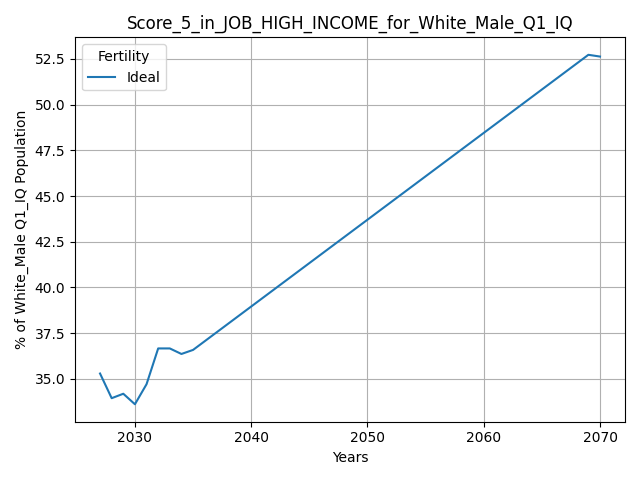 Score_5_in_JOB_HIGH_INCOME_for_White_Male_Q1_IQ
Fertility
Ideal
% of White_Male Q1_IQ Population
52.5
50.0
47.5
45.0
42.5
40.0
37.5
35.0
2030 2040 2050 2060 2070
Years